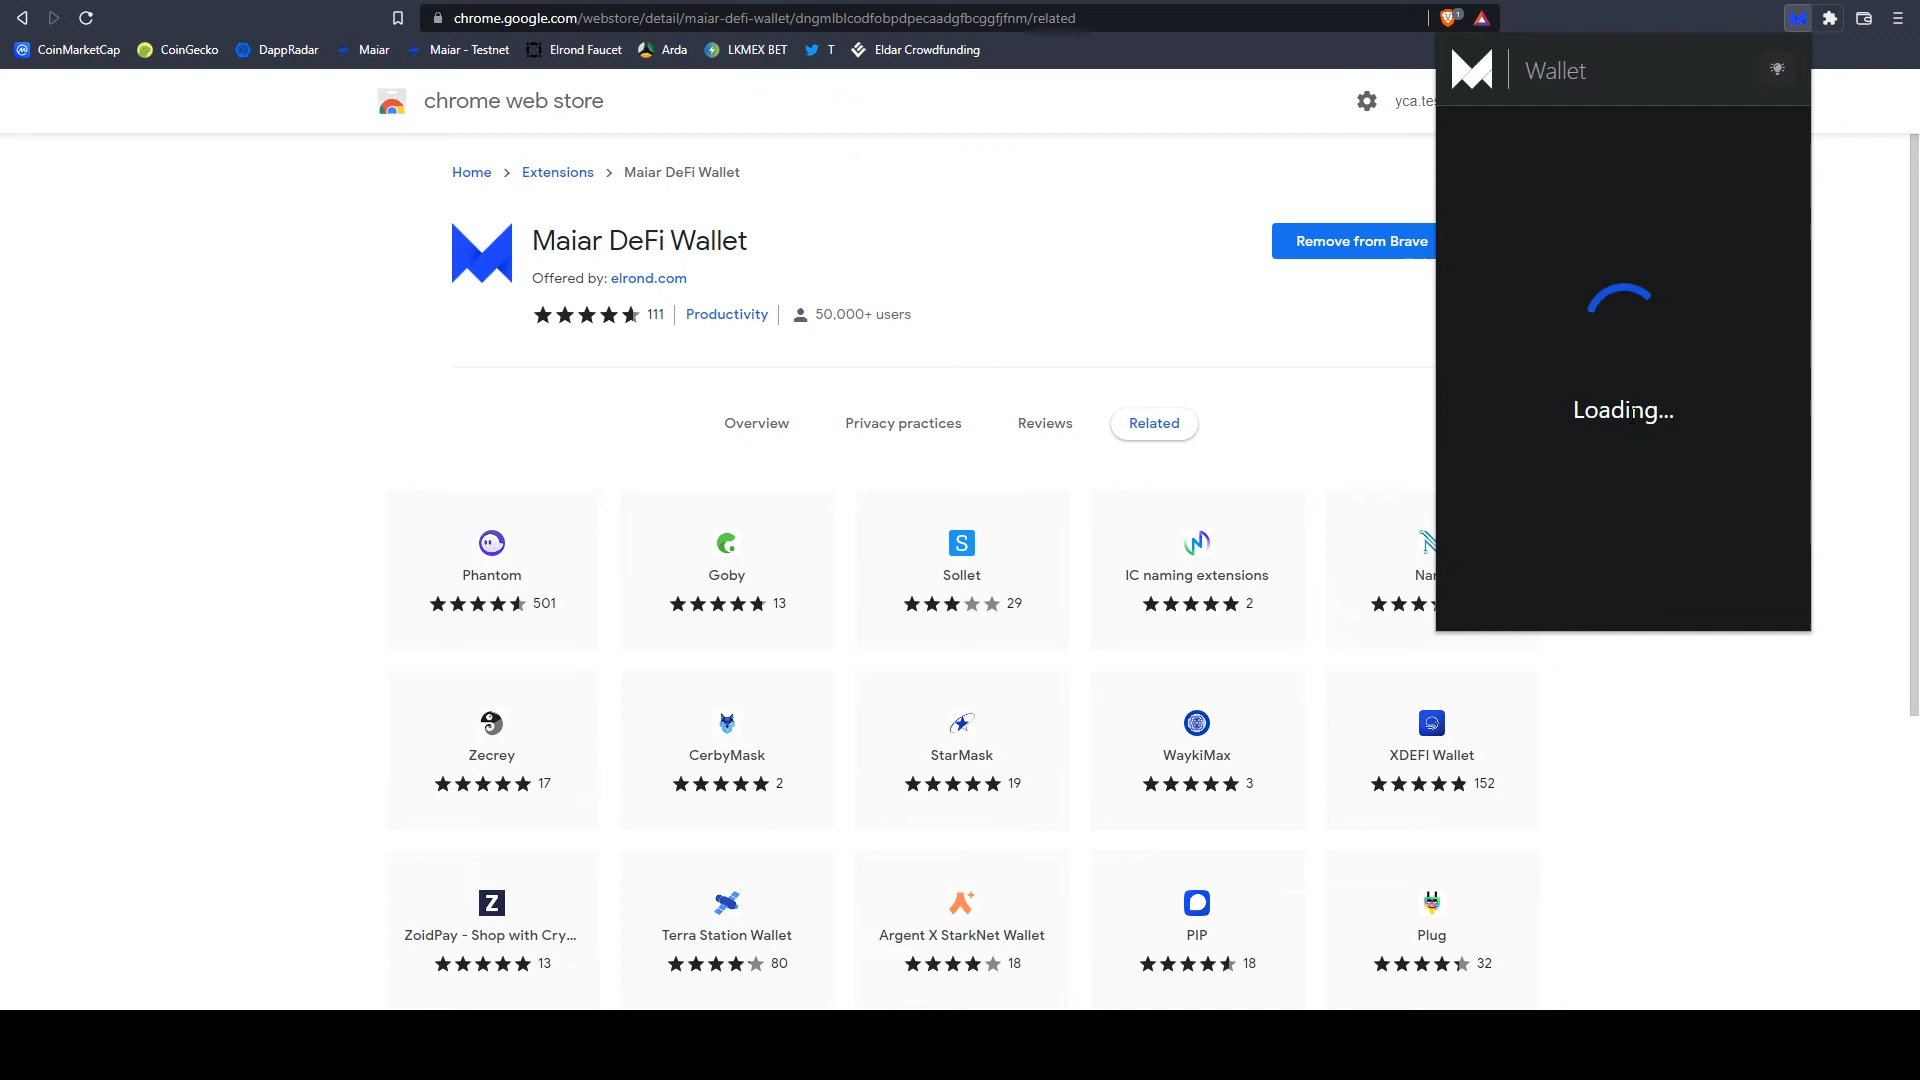 chrome.google.com/webstore/detail/maiar-defi-wallet/dngmlblcodfobpdpecaadgfbcggfjfnm/related
1
CoinMarketCap
CoinGecko
DappRadar
Maiar
Maiar - Testnet
Elrond Faucet
Arda
LKMEX BET
T
Eldar Crowdfunding
Wallet
chrome web store
Home
Extensions
Maiar DeFi Wallet
Maiar DeFi Wallet
Remove from Brave
Offered by: elrond.com
111
Productivity
50,000+ users
Overview
Privacy practices
Reviews
Related
Loading...
S
Phantom
Goby
Sollet
IC naming extensions
501
13
29
2
Zecrey
CerbyMask
StarMask
WaykiMax
XDEFI Wallet
17
2
19
3
152
Z
ZoidPay - Shop with Cry...
Terra Station Wallet
Argent X StarkNet Wallet
PIP
Plug
13
80
18
18
32